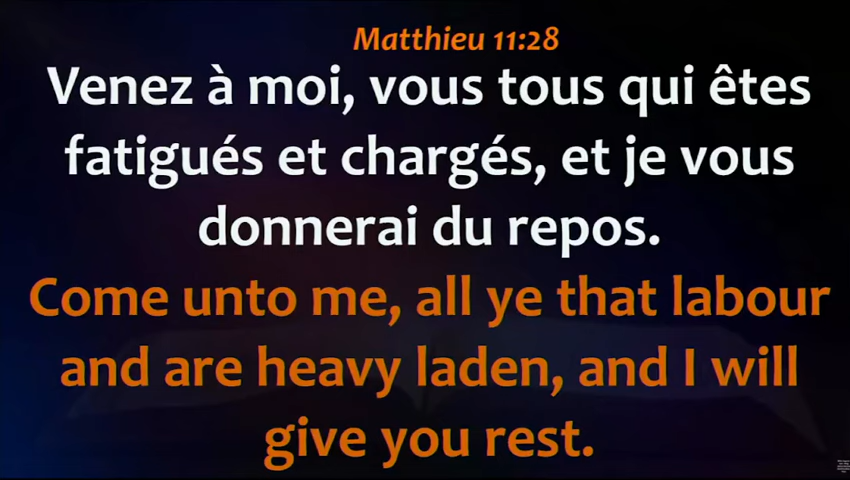 Matthieu 11:28
Venez à moi, vous tous qui êtes
fatigués et chargés, et je vous
donnerai du repos.
Come unto me, all ye that labour
and are heavy laden, and I will
give you rest.